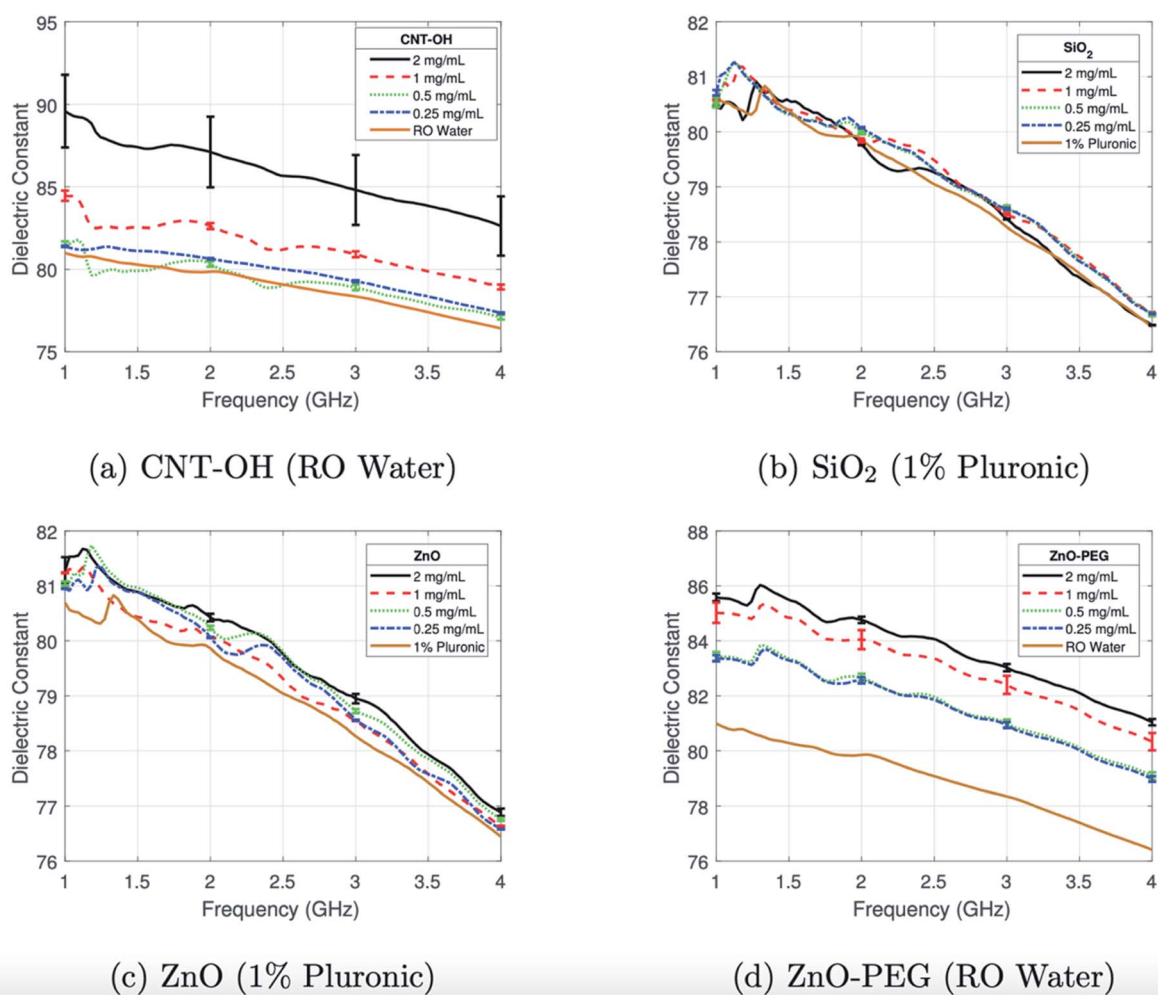 95
90
85
80
75
Dielectric Constant
CNT-OH
2 mg/mL
1 mg/mL
0.5 mg/mL
0.25 mg/mL
RO Water
1 1.5 2 2.5 3 3.5 4
Frequency (GHz)
(a) CNT-OH (RO Water)
82
81
80
79
78
77
76
Dielectric Constant
SiO₂
2 mg/mL
1 mg/mL
0.5 mg/mL
0.25 mg/mL
1% Pluronic
1 1.5 2 2.5 3 3.5 4
Frequency (GHz)
(b) SiO₂ (1% Pluronic)
82
81
80
79
78
77
76
Dielectric Constant
ZnO
2 mg/mL
1 mg/mL
0.5 mg/mL
0.25 mg/mL
1% Pluronic
1 1.5 2 2.5 3 3.5 4
Frequency (GHz)
(c) ZnO (1% Pluronic)
88
86
84
82
80
78
76
Dielectric Constant
ZnO-PEG
2 mg/mL
1 mg/mL
0.5 mg/mL
0.25 mg/mL
RO Water
1 1.5 2 2.5 3 3.5 4
Frequency (GHz)
(d) ZnO-PEG (RO Water)